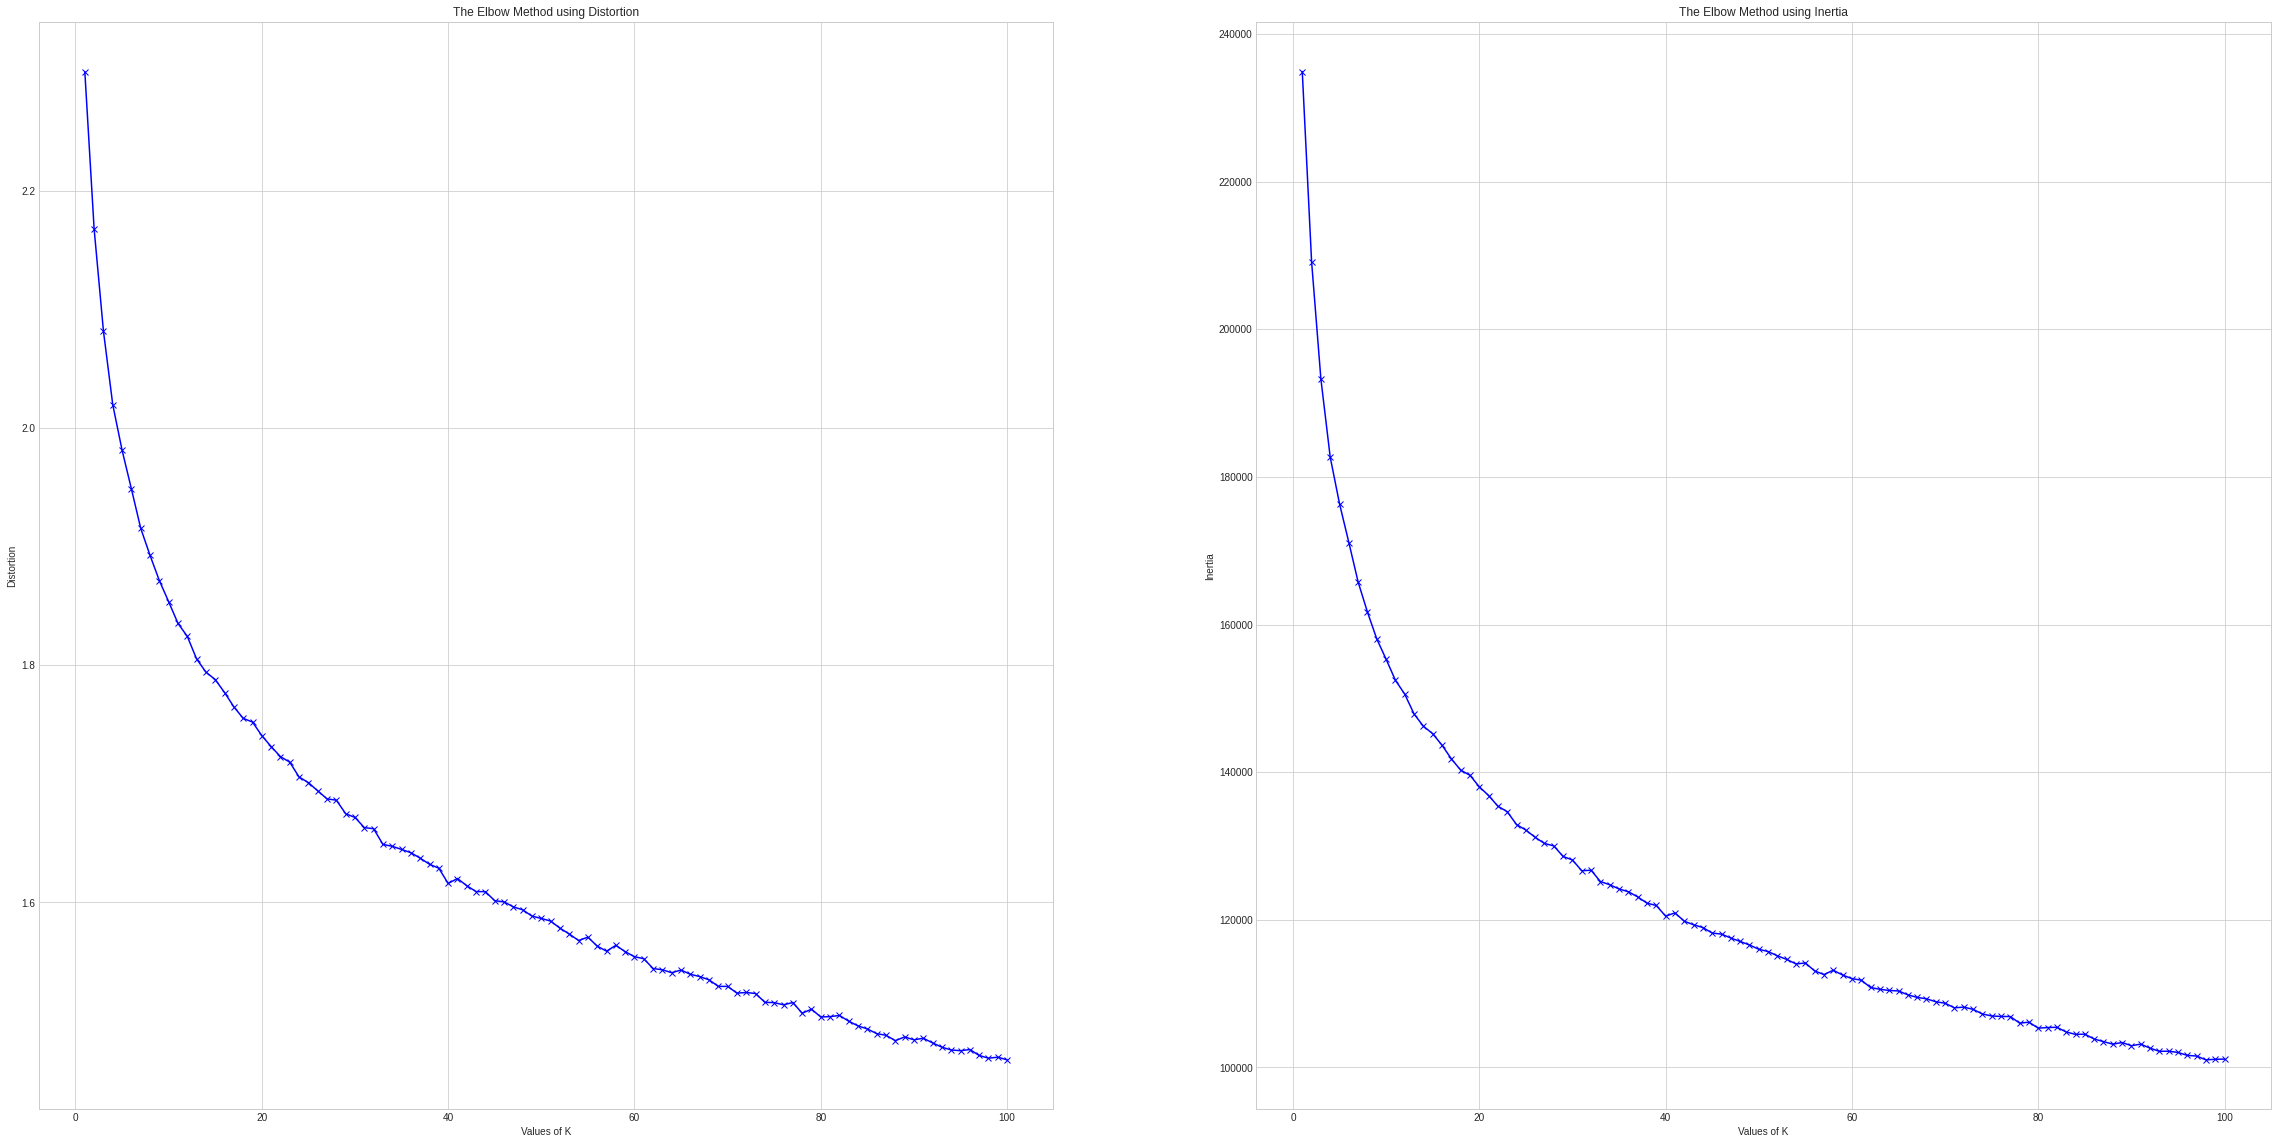 The Elbow Method using Distortion
2.2
2.0
1.8
1.6
Distortion
0 20 40 60 80 100
Values of K
The Elbow Method using Inertia
240000
220000
200000
180000
160000
140000
120000
100000
Inertia
0 20 40 60 80 100
Values of K